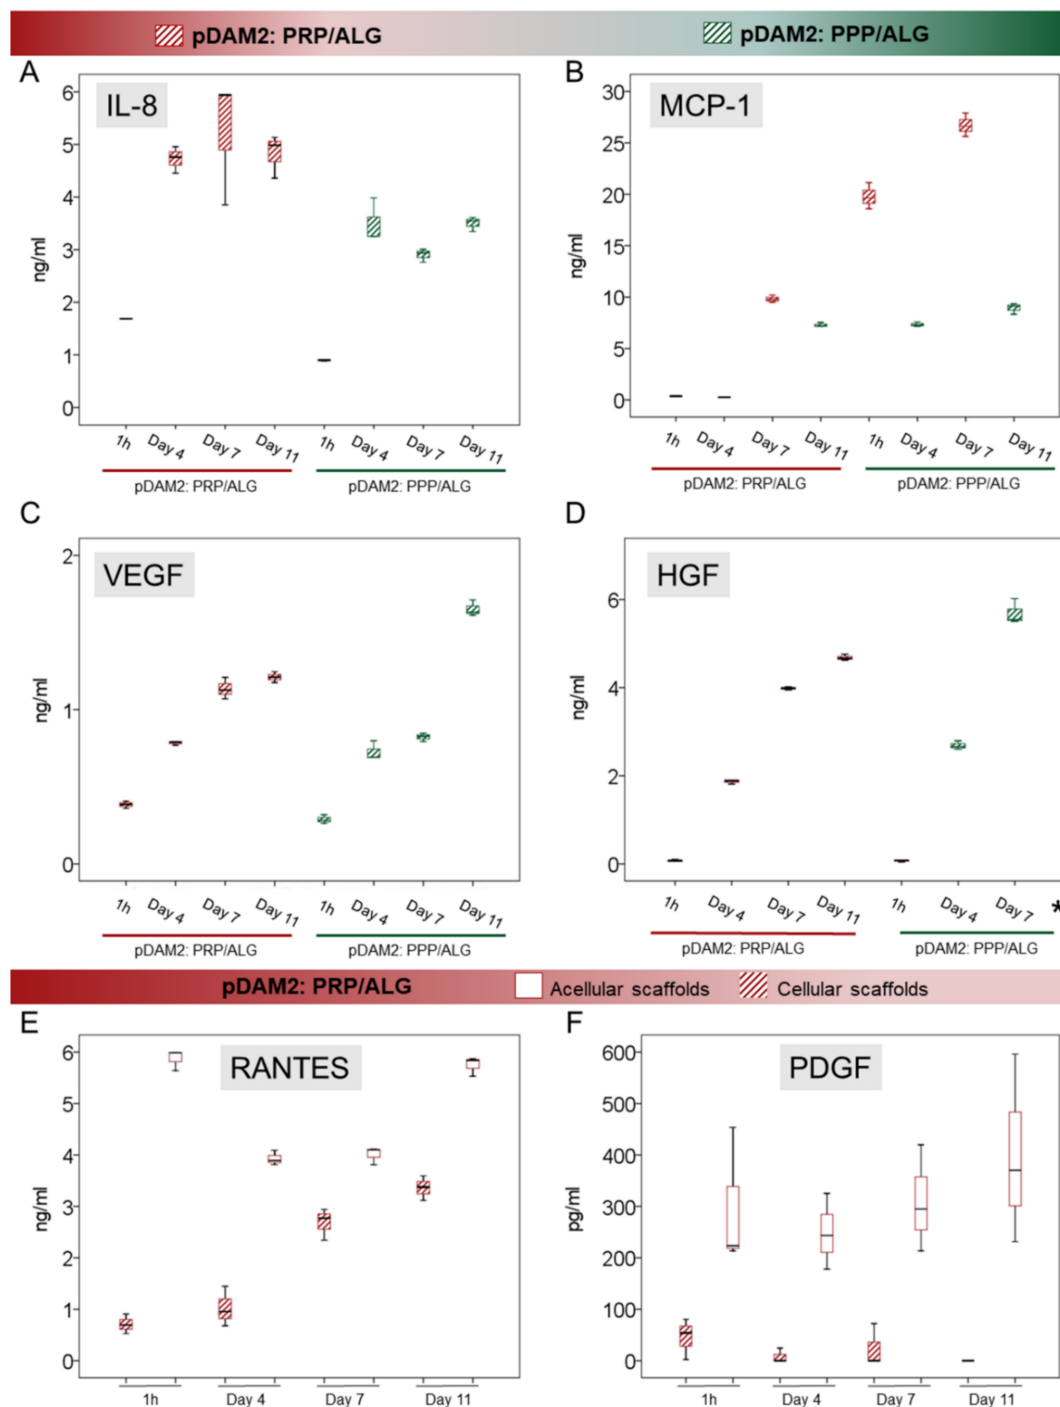 pDAM2: PRP/ALG
pDAM2: PPP/ALG
A
IL-8
6
5
4
3
2
1
0
ng/ml
1h
Day 4
Day 7
Day 11
1h
Day 4
Day 7
Day 11
pDAM2: PRP/ALG
pDAM2: PPP/ALG
B
MCP-1
30
25
20
15
10
5
0
ng/ml
1h
Day 4
Day 7
Day 11
1h
Day 4
Day 7
Day 11
pDAM2: PRP/ALG
pDAM2: PPP/ALG
C
VEGF
2
1
0
ng/ml
1h
Day 4
Day 7
Day 11
1h
Day 4
Day 7
Day 11
pDAM2: PRP/ALG
pDAM2: PPP/ALG
D
HGF
6
4
2
0
ng/ml
1h
Day 4
Day 7
Day 11
1h
Day 4
Day 7
*
pDAM2: PRP/ALG
pDAM2: PPP/ALG
pDAM2: PRP/ALG
Acellular scaffolds
Cellular scaffolds
E
RANTES
6
5
4
3
2
1
0
ng/ml
1h
Day 4
Day 7
Day 11
F
PDGF
600
500
400
300
200
100
0
pg/ml
1h
Day 4
Day 7
Day 11